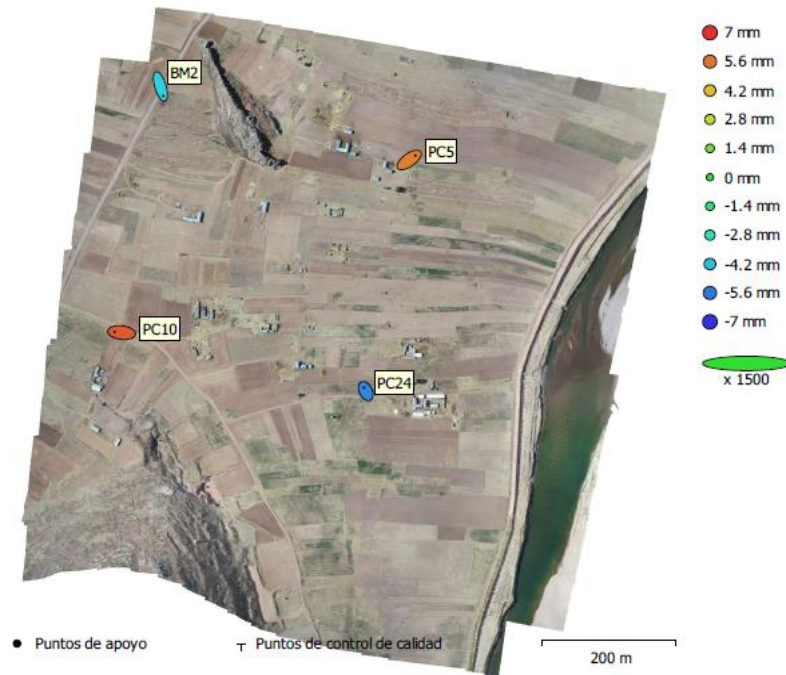 BM2
PC5
PC10
PC24
7 mm
5.6 mm
4.2 mm
2.8 mm
1.4 mm
0 mm
-1.4 mm
-2.8 mm
-4.2 mm
-5.6 mm
-7 mm
x 1500
Puntos de apoyo
Puntos de control de calidad
200 m